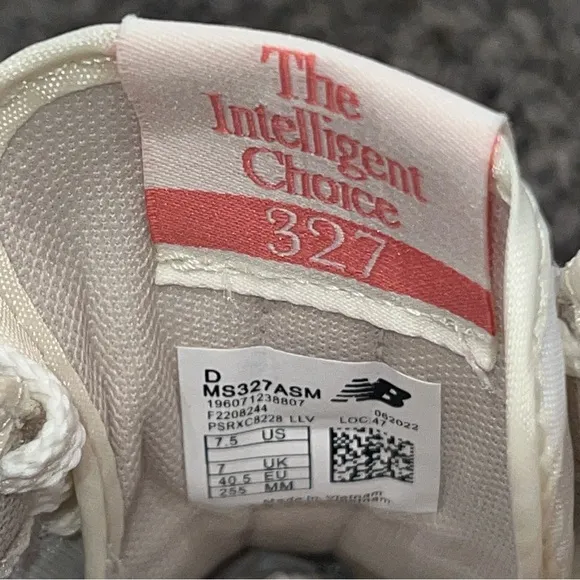 The
Intelligent
Choice
327
D
MS327ASM
NB
196071238807
F2208244 062022
PSRXC8228 LLV LOC:47
7.5 US
7 UK
40.5 EU
255 MM
Made in Vietnam